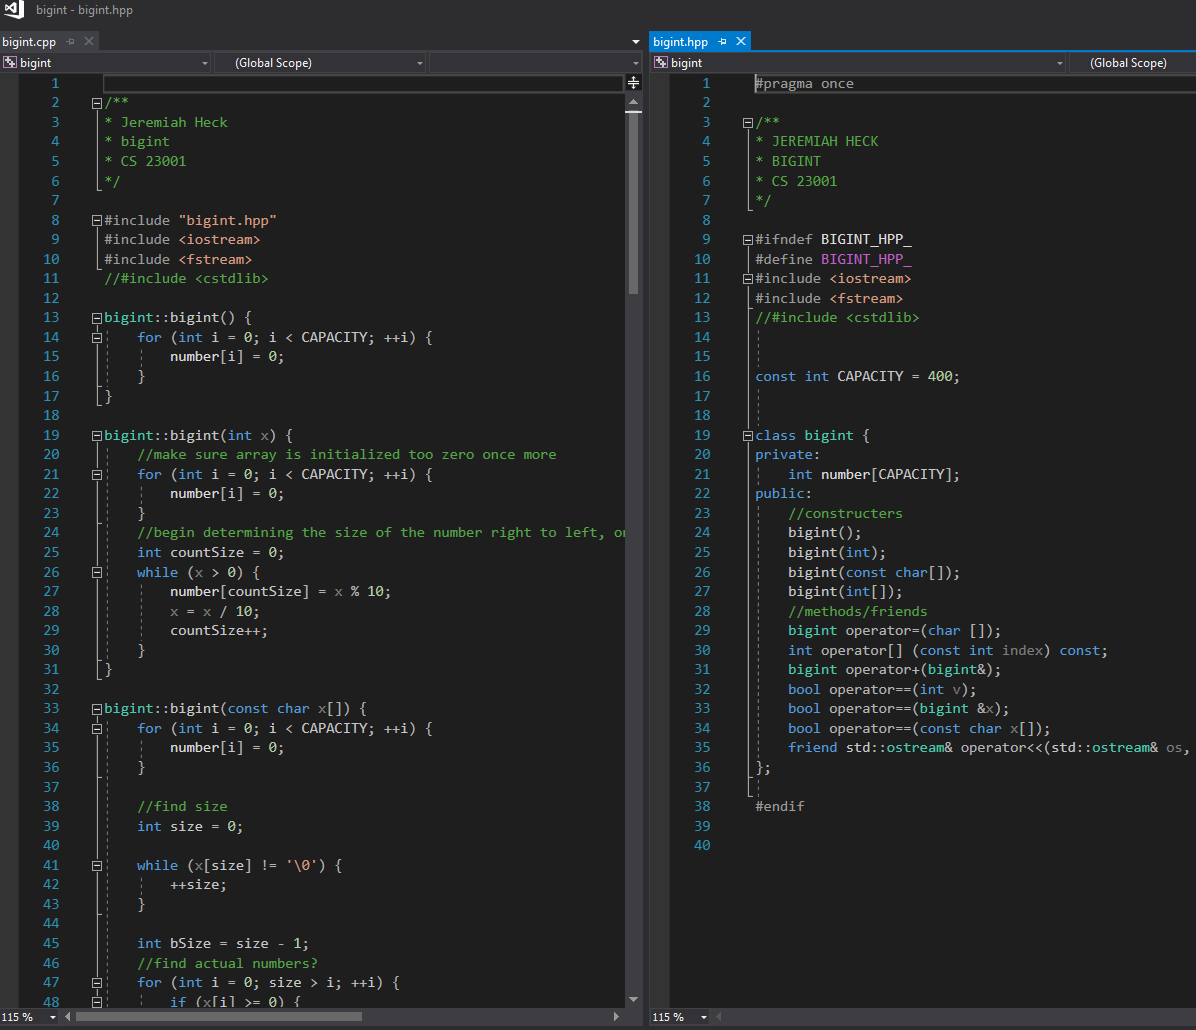 bigint - bigint.hpp
bigint.cpp
bigint
(Global Scope)
1
2 /**
3 * Jeremiah Heck
4 * bigint
5 * CS 23001
6 */
7
8 #include "bigint.hpp"
9 #include <iostream>
10 #include <fstream>
11 //#include <cstdlib>
12
13 bigint::bigint() {
14 for (int i = 0; i < CAPACITY; ++i) {
15 number[i] = 0;
16 }
17 }
18
19 bigint::bigint(int x) {
20 //make sure array is initialized too zero once more
21 for (int i = 0; i < CAPACITY; ++i) {
22 number[i] = 0;
23 }
24 //begin determining the size of the number right to left,
25 int countSize = 0;
26 while (x > 0) {
27 number[countSize] = x % 10;
28 x = x / 10;
29 countSize++;
30 }
31 }
32
33 bigint::bigint(const char x[]) {
34 for (int i = 0; i < CAPACITY; ++i) {
35 number[i] = 0;
36 }
37
38 //find size
39 int size = 0;
40
41 while (x[size] != '\0') {
42 ++size;
43 }
44
45 int bSize = size - 1;
46 //find actual numbers?
47 for (int i = 0; size > i; ++i) {
48 if (x[i] >= 0) {
115 %
bigint.hpp
bigint
(Global Scope)
1 #pragma once
2
3 /**
4 * JEREMIAH HECK
5 * BIGINT
6 * CS 23001
7 */
8
9 #ifndef BIGINT_HPP_
10 #define BIGINT_HPP_
11 #include <iostream>
12 #include <fstream>
13 //#include <cstdlib>
14
15
16 const int CAPACITY = 400;
17
18
19 class bigint {
20 private:
21 int number[CAPACITY];
22 public:
23 //constructers
24 bigint();
25 bigint(int);
26 bigint(const char[]);
27 bigint(int[]);
28 //methods/friends
29 bigint operator=(char []);
30 int operator[] (const int index) const;
31 bigint operator+(bigint&);
32 bool operator==(int v);
33 bool operator==(bigint &x);
34 bool operator==(const char x[]);
35 friend std::ostream& operator<<(std::ostream& os,
36 };
37
38 #endif
39
40
115 %